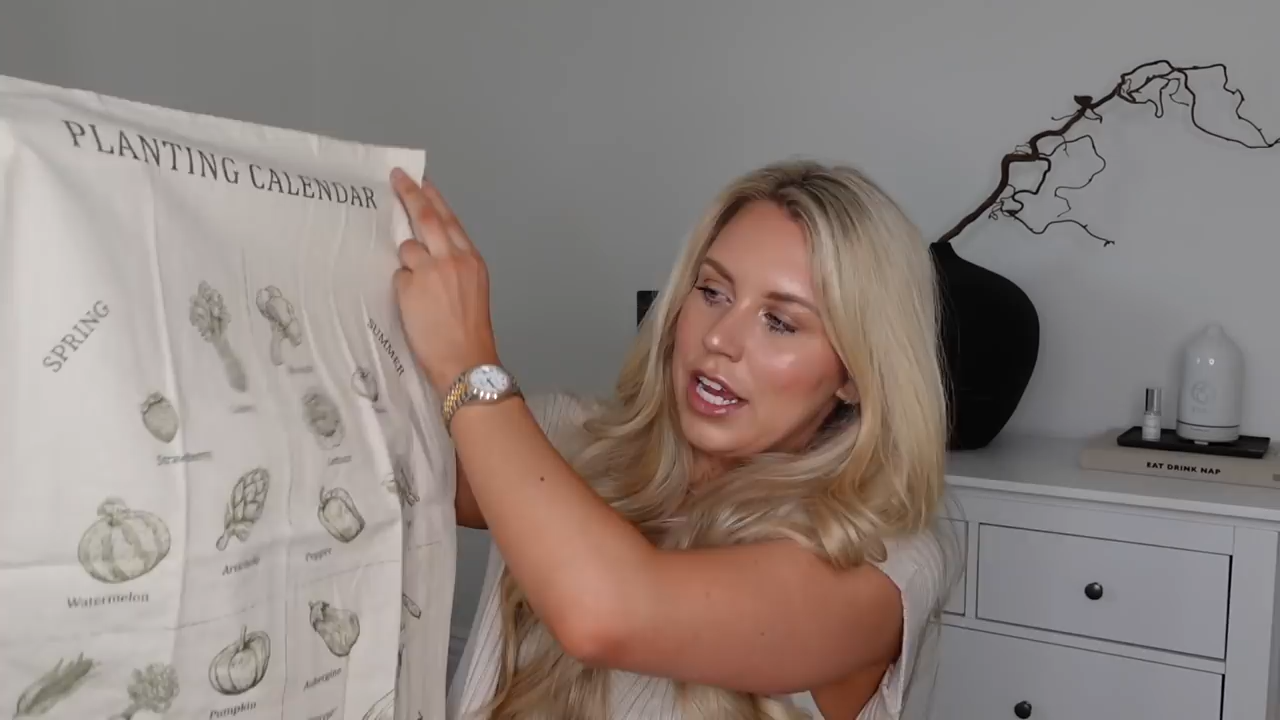 PLANTING CALENDAR
SPRING
SUMMER
Strawberry
Lettuce
Artichoke
Pepper
Watermelon
Aubergine
Pumpkin
EAT DRINK NAP